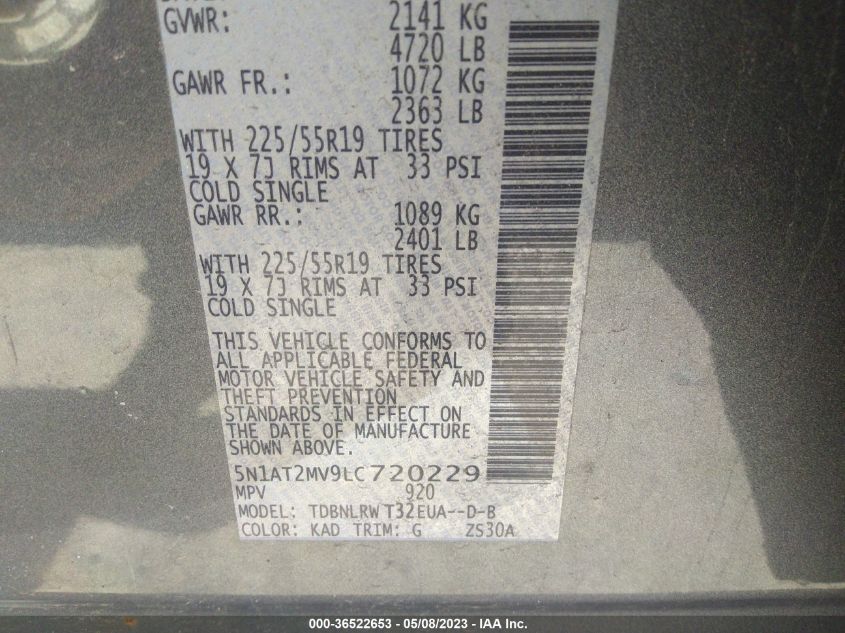 GVWR: 2141 KG
4720 LB
GAWR FR.: 1072 KG
2363 LB
WITH 225/55R19 TIRES
19 X 7J RIMS AT 33 PSI
COLD SINGLE
GAWR RR.: 1089 KG
2401 LB
WITH 225/55R19 TIRES
19 X 7J RIMS AT 33 PSI
COLD SINGLE
THIS VEHICLE CONFORMS TO
ALL APPLICABLE FEDERAL
MOTOR VEHICLE SAFETY AND
THEFT PREVENTION
STANDARDS IN EFFECT ON
THE DATE OF MANUFACTURE
SHOWN ABOVE.
5N1AT2MV9LC720229
MPV 920
MODEL: TDBNLRW T32EUA--D-B
COLOR: KAD TRIM: G ZS30A
000-36522653 - 05/08/2023 - IAA Inc.